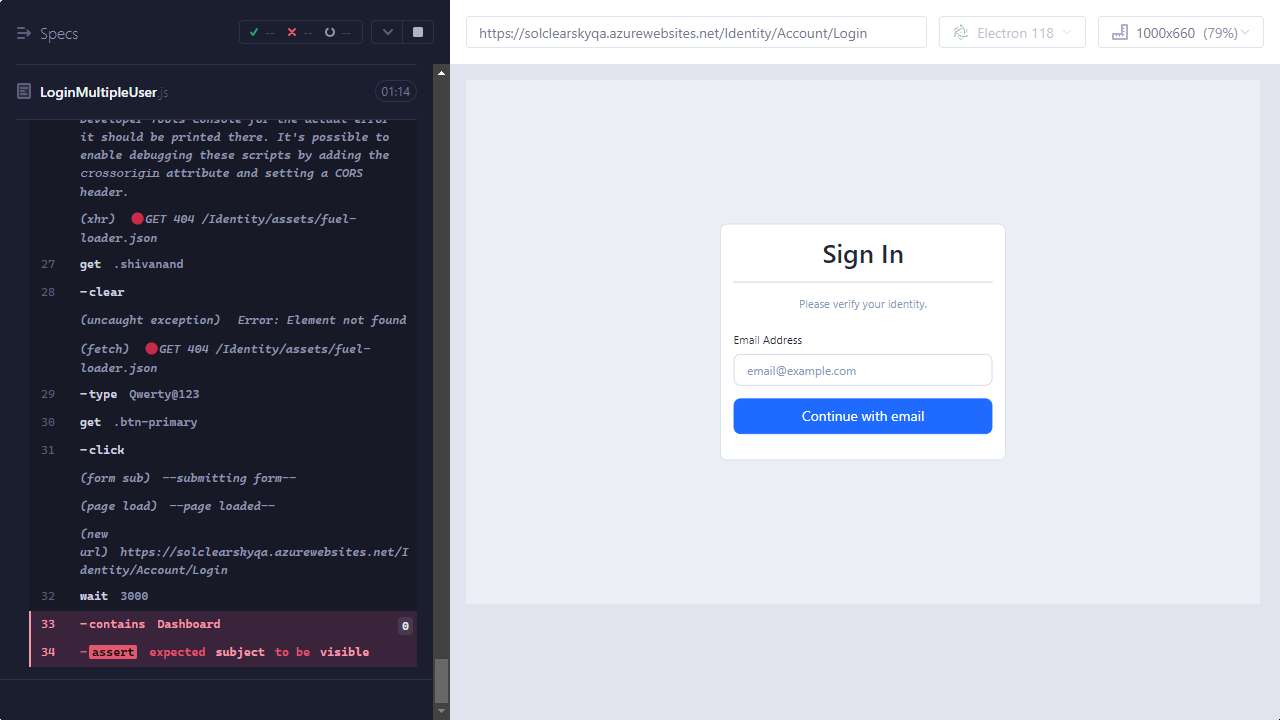 Specs
-- -- --
LoginMultipleUser.js
01:14
Developer Tools Console for the actual error
it should be printed there. It's possible to
enable debugging these scripts by adding the
crossorigin attribute and setting a CORS
header.
(xhr) GET 404 /Identity/assets/fuel-
loader.json
27 get .shivanand
28 -clear
(uncaught exception) Error: Element not found
(fetch) GET 404 /Identity/assets/fuel-
loader.json
29 -type Qwerty@123
30 get .btn-primary
31 -click
(form sub) --submitting form--
(page load) --page loaded--
(new
url) https://solclearskyqa.azurewebsites.net/I
dentity/Account/Login
32 wait 3000
33 -contains Dashboard 0
34 -assert expected subject to be visible
https://solclearskyqa.azurewebsites.net/Identity/Account/Login
Electron 118
1000x660 (79%)
Sign In
Please verify your identity.
Email Address
email@example.com
Continue with email